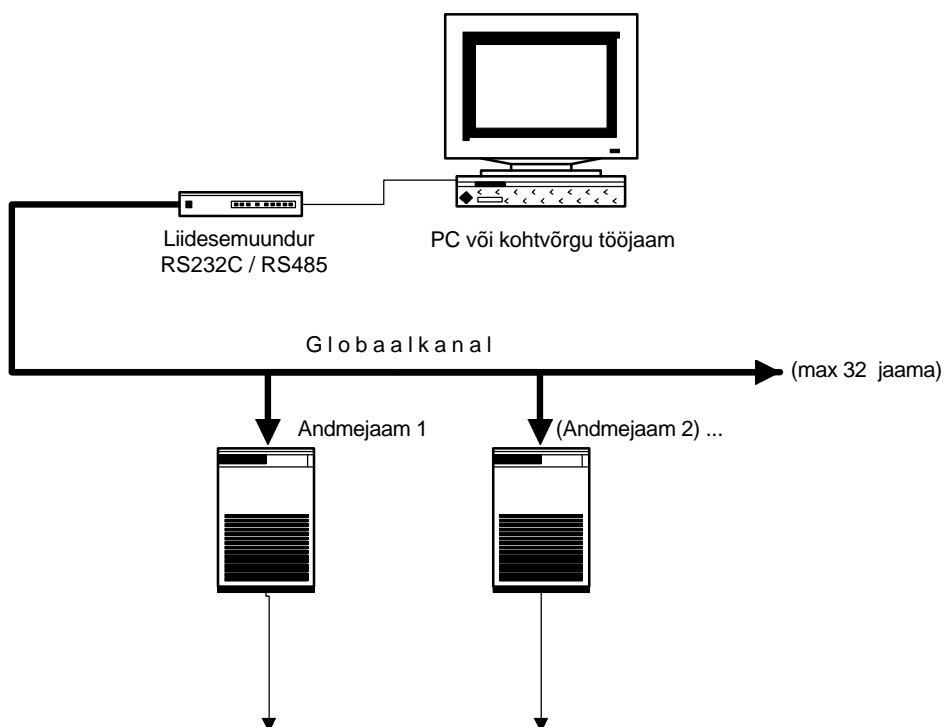 Liidesemuundur
RS232C / RS485
PC või kohtvõrgu tööjaam
G l o b a a l k a n a l
(max 32 jaama)
Andmejaam 1
(Andmejaam 2) ...